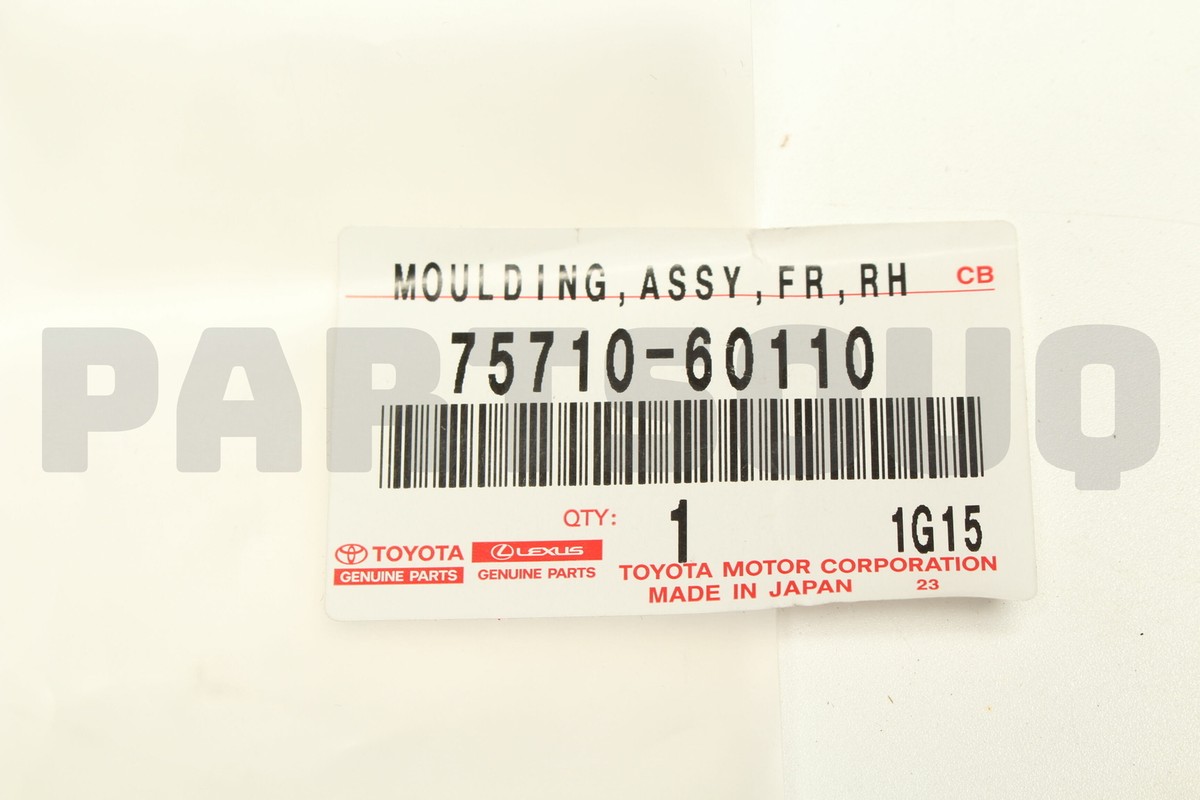 MOULDING,ASSY,FR,RH CB
75710-60110
PARTSOUQ
QTY: 1 1G15
TOYOTA LEXUS
GENUINE PARTS GENUINE PARTS
TOYOTA MOTOR CORPORATION
MADE IN JAPAN 23